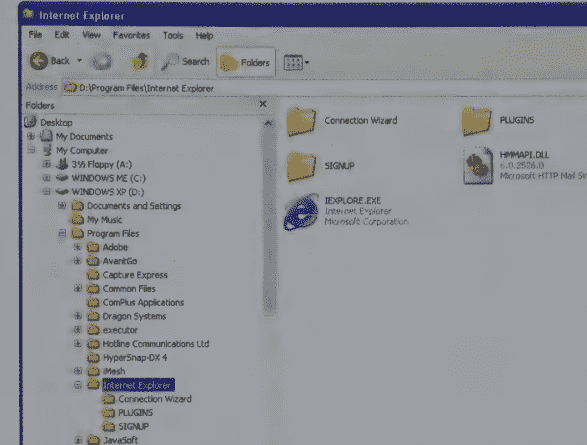 Internet Explorer
File Edit View Favorites Tools Help
Back Search Folders
Address D:\Program Files\Internet Explorer
Folders
Desktop
My Documents
My Computer
3½ Floppy (A:)
WINDOWS ME (C:)
WINDOWS XP (D:)
Documents and Settings
My Music
Program Files
Adobe
AvantGo
Capture Express
Common Files
ComPlus Applications
Dragon Systems
executor
Hotline Communications Ltd
HyperSnap-DX 4
iMesh
Internet Explorer
Connection Wizard
PLUGINS
SIGNUP
JavaSoft
Connection Wizard
PLUGINS
SIGNUP
HMMAPI.DLL
6.0.2526.0
Microsoft HTTP Mail
IEXPLORE.EXE
Internet Explorer
Microsoft Corporation